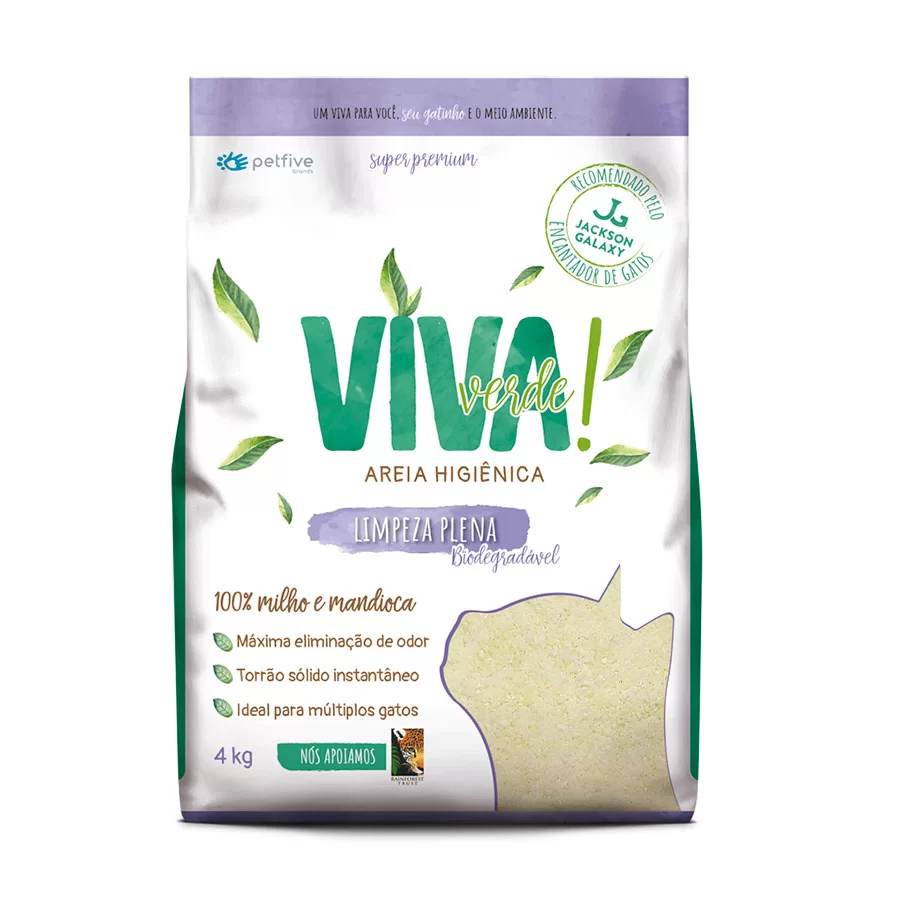 UM VIVA PARA VOCÊ, seu gatinho E O MEIO AMBIENTE.
petfive
brands
super premium
RECOMENDADO PELO
JG
JACKSON
GALAXY
ENCANTADOR DE GATOS
VIVA!
verde
AREIA HIGIÊNICA
LIMPEZA PLENA
Biodegradável
100% milho e mandioca
Máxima eliminação de odor
Torrão sólido instantâneo
Ideal para múltiplos gatos
4 kg
NÓS APOIAMOS
RAINFOREST
TRUST